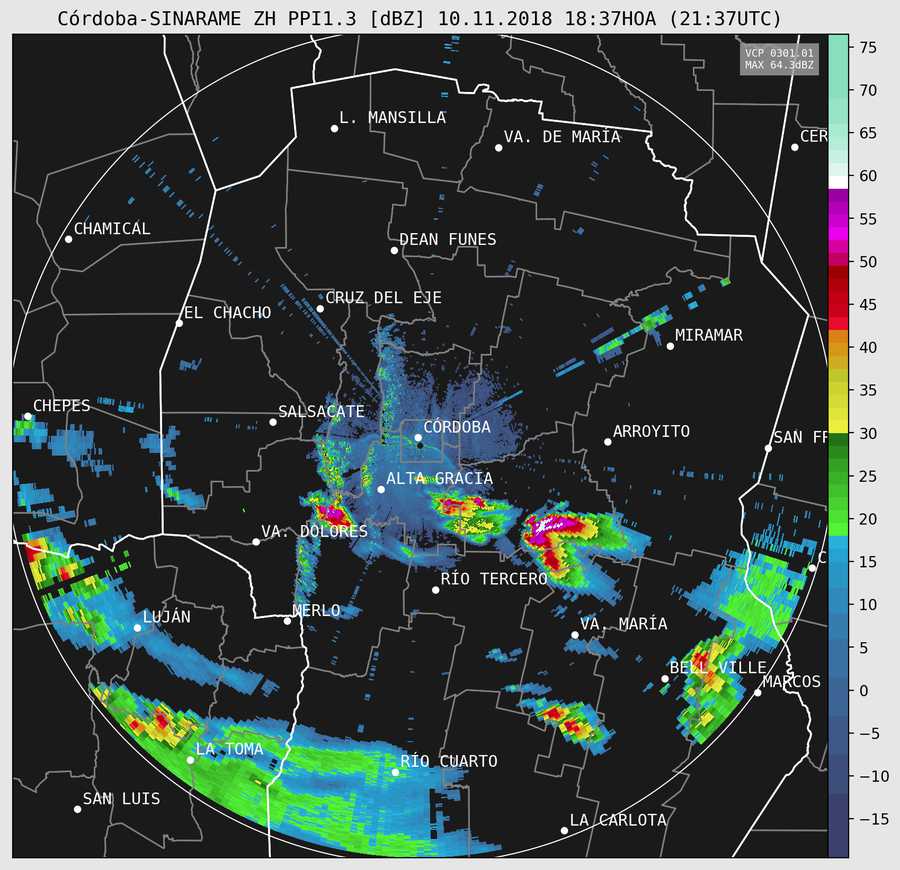 Córdoba-SINARAME ZH PPI1.3 [dBZ] 10.11.2018 18:37HOA (21:37UTC)
VCP 0301.01
MAX 64.3dBZ
75
70
65
60
55
50
45
40
35
30
25
20
15
10
5
0
−5
−10
−15
L. MANSILLA
VA. DE MARÍA
CER
CHAMICAL
DEAN FUNES
CRUZ DEL EJE
EL CHACHO
MIRAMAR
CHEPES
SALSACATE
CÓRDOBA
ARROYITO
SAN FR
ALTA GRACIA
VA. DOLORES
C
RÍO TERCERO
MERLO
LUJÁN
VA. MARÍA
BELL VILLE
MARCOS
LA TOMA
RÍO CUARTO
SAN LUIS
LA CARLOTA